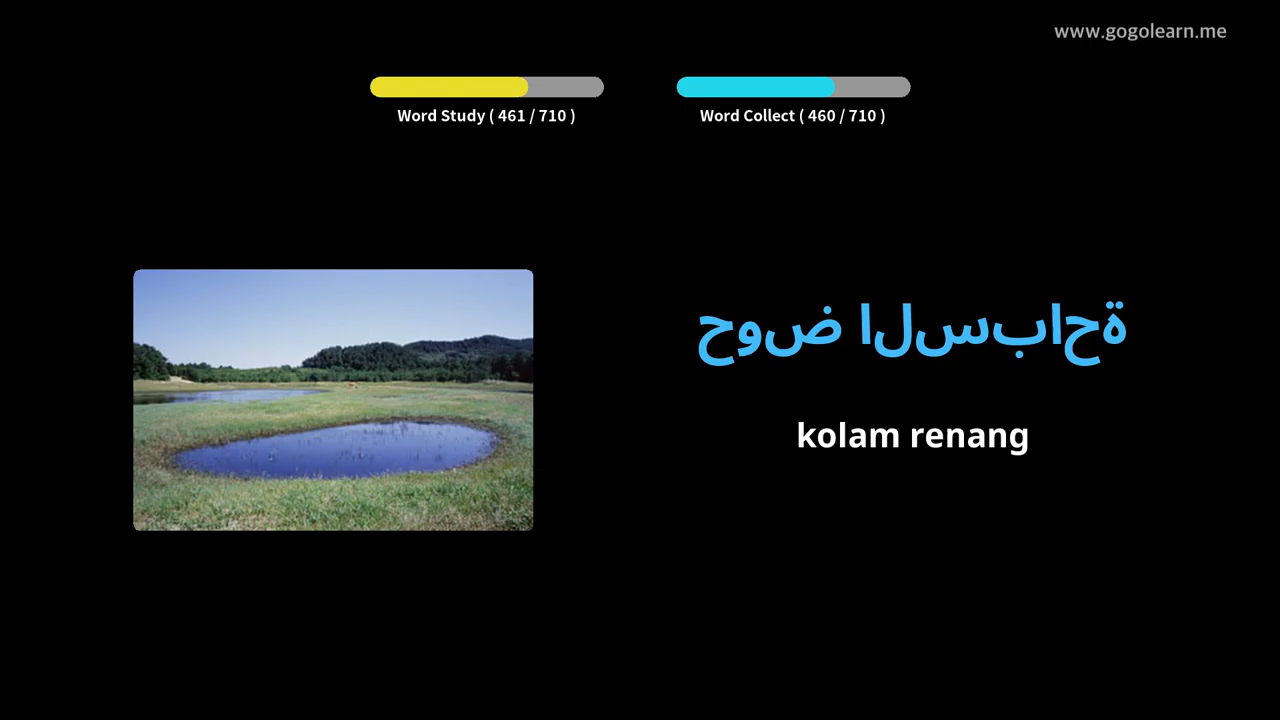 www.gogolearn.me
Word Study ( 461 / 710 )
Word Collect ( 460 / 710 )
حوض السباحة
kolam renang